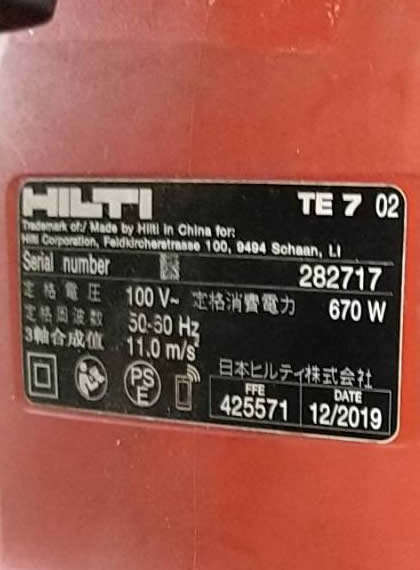 HILTI TE 7 02
Trademark of:/ Made by Hilti in China for:
Hilti Corporation, Feldkircherstrasse 100, 9494 Schaan, LI
Serial number 282717
定格電圧 100 V~ 定格消費電力 670 W
定格周波数 50-60 Hz
3軸合成値 11.0 m/s²
PS
E
日本ヒルティ株式会社
FFE DATE
425571 12/2019